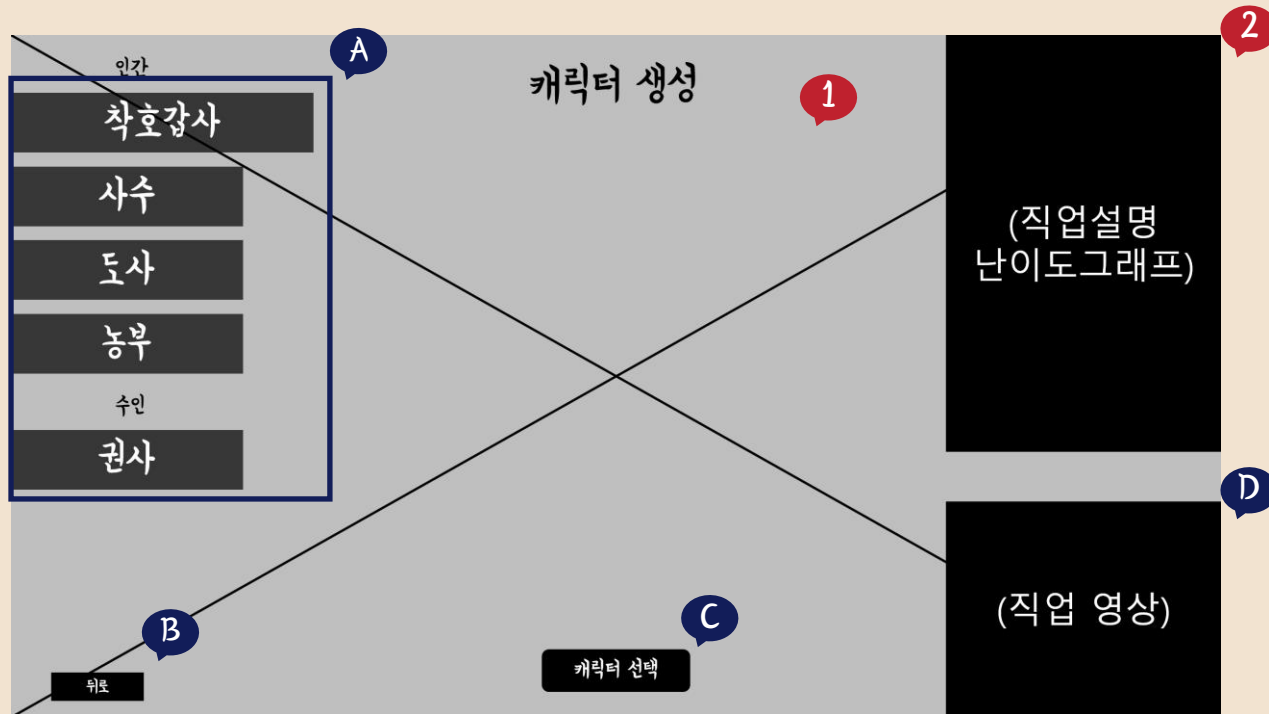 2
A
인간
캐릭터 생성
1
착호갑사
사수
(직업설명
난이도그래프)
도사
농부
수인
권사
D
(직업 영상)
B
C
캐릭터 선택
뒤로